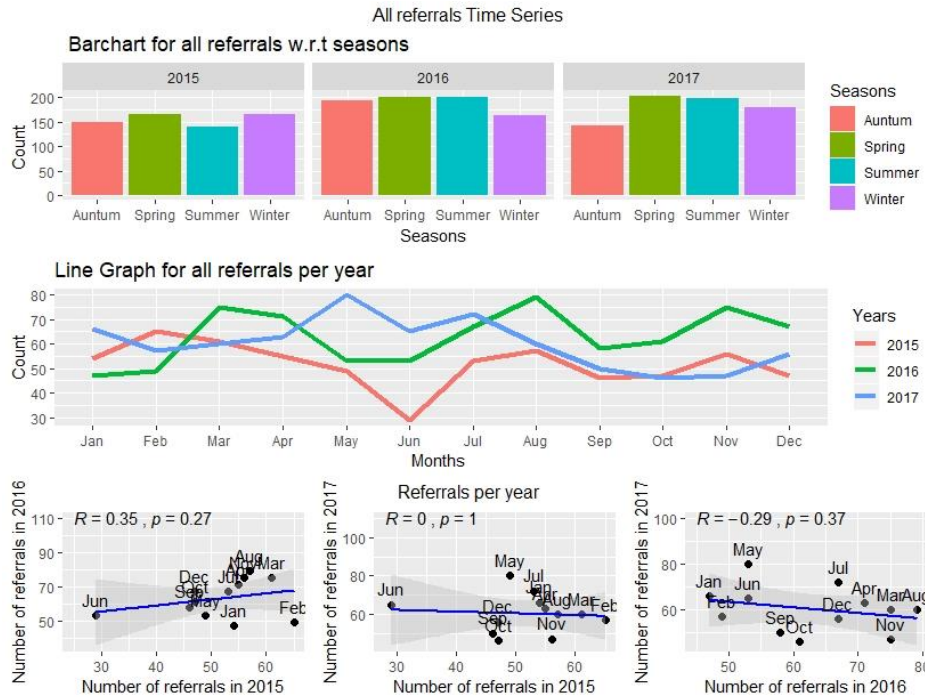 All referrals Time Series
Barchart for all referrals w.r.t seasons
2015
2016
2017
Count
200
150
100
50
0
Auntum Spring Summer Winter
Auntum Spring Summer Winter
Auntum Spring Summer Winter
Seasons
Seasons
Auntum
Spring
Summer
Winter
Line Graph for all referrals per year
Count
80
70
60
50
40
30
Jan Feb Mar Apr May Jun Jul Aug Sep Oct Nov Dec
Months
Years
2015
2016
2017
Referrals per year
Number of referrals in 2016
110
90
70
50
R = 0.35 , p = 0.27
Aug
Nov
Mar
Jul
Dec
Oct
Sep
May
Jun
Jan
Feb
30 40 50 60
Number of referrals in 2015
Number of referrals in 2017
100
80
60
R = 0 , p = 1
May
Jul
Jan
Apr
Jun
Dec
Aug
Mar
Feb
Sep
Oct
Nov
30 40 50 60
Number of referrals in 2015
Number of referrals in 2017
100
80
60
R = −0.29 , p = 0.37
May
Jul
Jan
Jun
Apr
Feb
Dec
Mar
Aug
Sep
Oct
Nov
50 60 70 80
Number of referrals in 2016